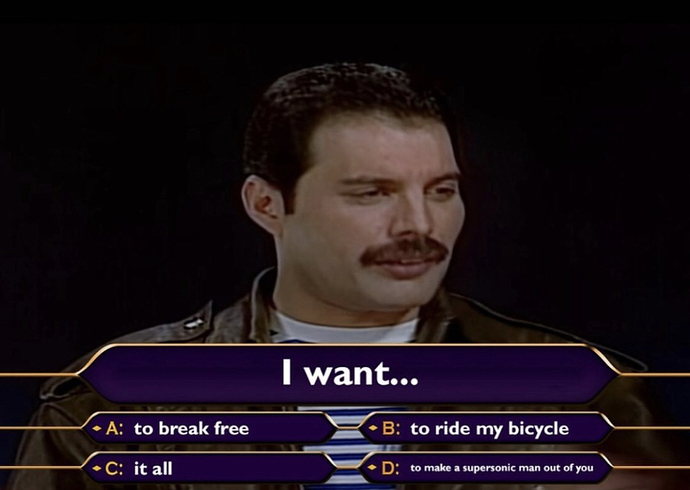 I want...
A: to break free
B: to ride my bicycle
C: it all
D: to make a supersonic man out of you